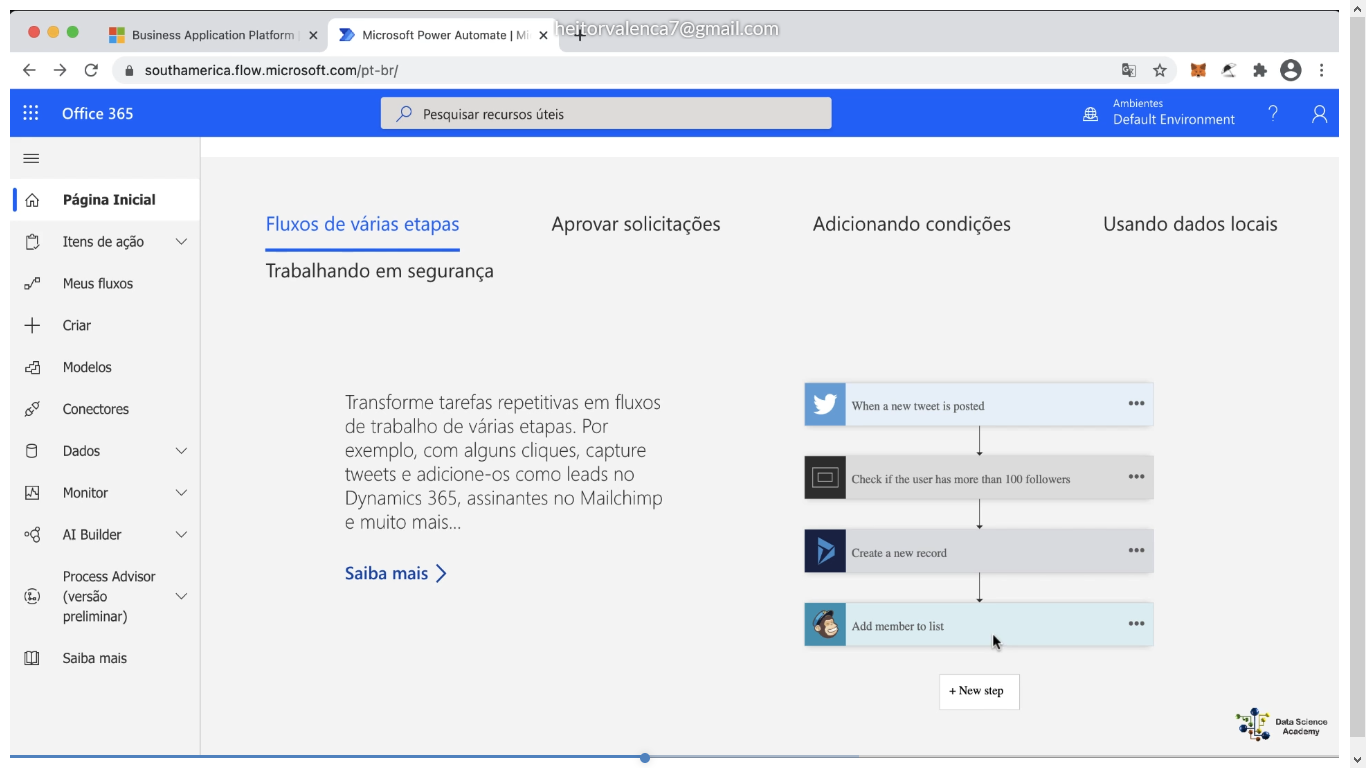 Business Application Platform
Microsoft Power Automate | Mi
heitorvalenca7@gmail.com
southamerica.flow.microsoft.com/pt-br/
Office 365
Pesquisar recursos úteis
Ambientes
Default Environment
?
Página Inicial
Itens de ação
Meus fluxos
Criar
Modelos
Conectores
Dados
Monitor
AI Builder
Process Advisor
(versão
preliminar)
Saiba mais
Fluxos de várias etapas
Aprovar solicitações
Adicionando condições
Usando dados locais
Trabalhando em segurança
Transforme tarefas repetitivas em fluxos
de trabalho de várias etapas. Por
exemplo, com alguns cliques, capture
tweets e adicione-os como leads no
Dynamics 365, assinantes no Mailchimp
e muito mais...
Saiba mais
When a new tweet is posted
Check if the user has more than 100 followers
Create a new record
Add member to list
+ New step
Data Science
Academy